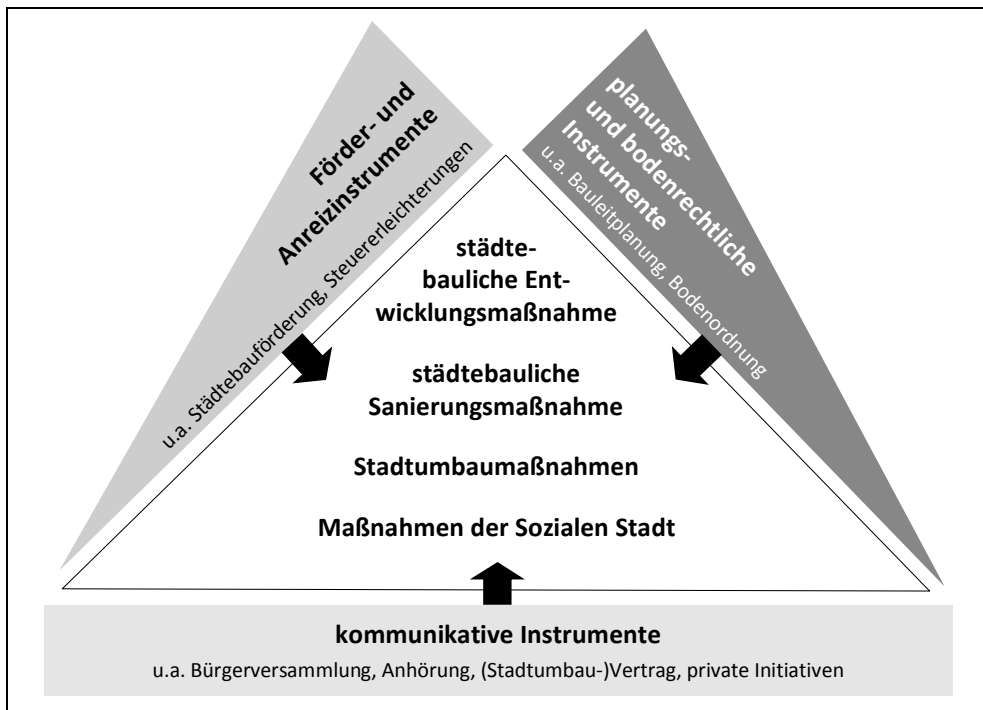 Förder- und
Anreizinstrumente
u.a. Städtebauförderung, Steuererleichterungen
planungs-
und bodenrechtliche
Instrumente
u.a. Bauleitplanung, Bodenordnung
städte-
bauliche Ent-
wicklungsmaßnahme
städtebauliche
Sanierungsmaßnahme
Stadtumbaumaßnahmen
Maßnahmen der Sozialen Stadt
kommunikative Instrumente
u.a. Bürgerversammlung, Anhörung, (Stadtumbau-)Vertrag, private Initiativen